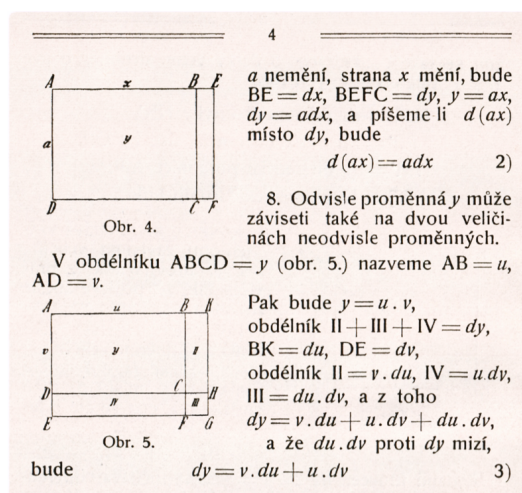 4
A x B E
a y
D C F
Obr. 4.
a nemění, strana x mění, bude
BE = dx, BEFC = dy, y = ax,
dy = adx, a píšeme li d (ax)
místo dy, bude
d (ax) = adx 2)
8. Odvisle proměnná y může
záviseti také na dvou veliči-
nách neodvisle proměnných.
V obdélníku ABCD = y (obr. 5.) nazveme AB = u,
AD = v.
A u B K
v y II
D C H
IV III
E F G
Obr. 5.
Pak bude y = u . v,
obdélník II + III + IV = dy,
BK = du, DE = dv,
obdélník II = v . du, IV = u.dv,
III = du . dv, a z toho
dy = v . du + u . dv + du . dv,
a že du . dv proti dy mizí,
bude dy = v . du + u . dv 3)